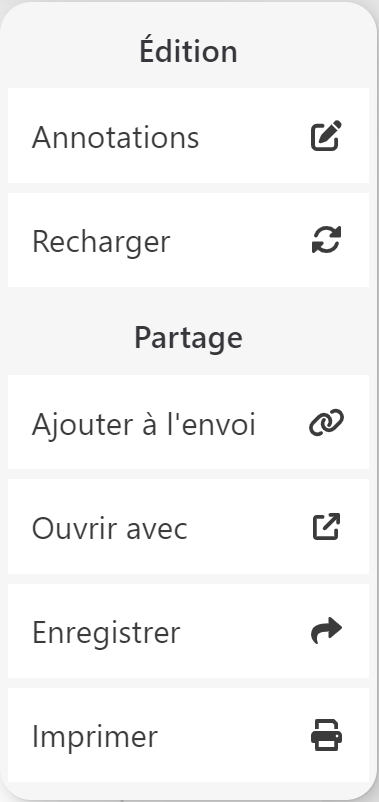 Édition
Annotations
Recharger
Partage
Ajouter à l'envoi
Ouvrir avec
Enregistrer
Imprimer